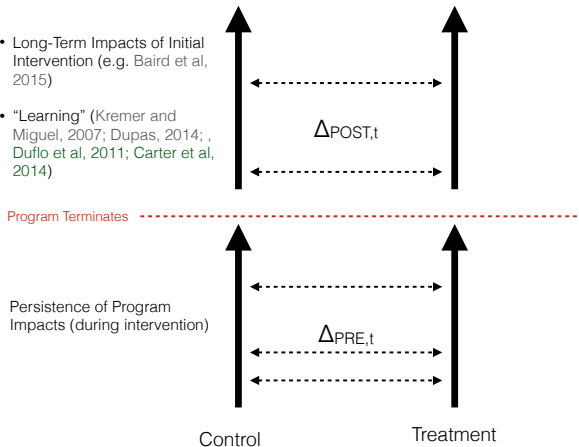 • Long-Term Impacts of Initial
Intervention (e.g. Baird et al,
2015)
• “Learning” (Kremer and
Miguel, 2007; Dupas, 2014; ,
Duflo et al, 2011; Carter et al,
2014)
ΔPOST,t
Program Terminates
Persistence of Program
Impacts (during intervention)
ΔPRE,t
Control
Treatment